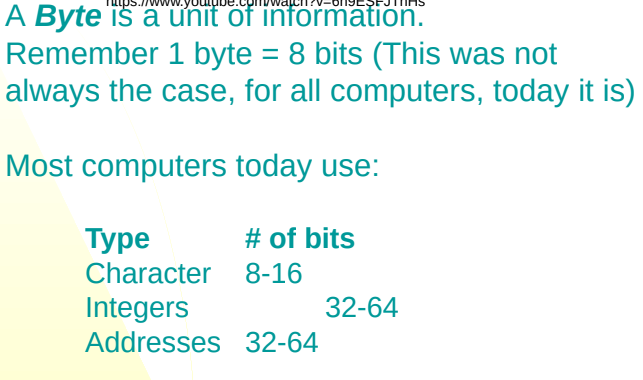 https://www.youtube.com/watch?v=6n9ESFJTnHs
A Byte is a unit of information.
Remember 1 byte = 8 bits (This was not
always the case, for all computers, today it is)
Most computers today use:
Type # of bits
Character 8-16
Integers 32-64
Addresses 32-64